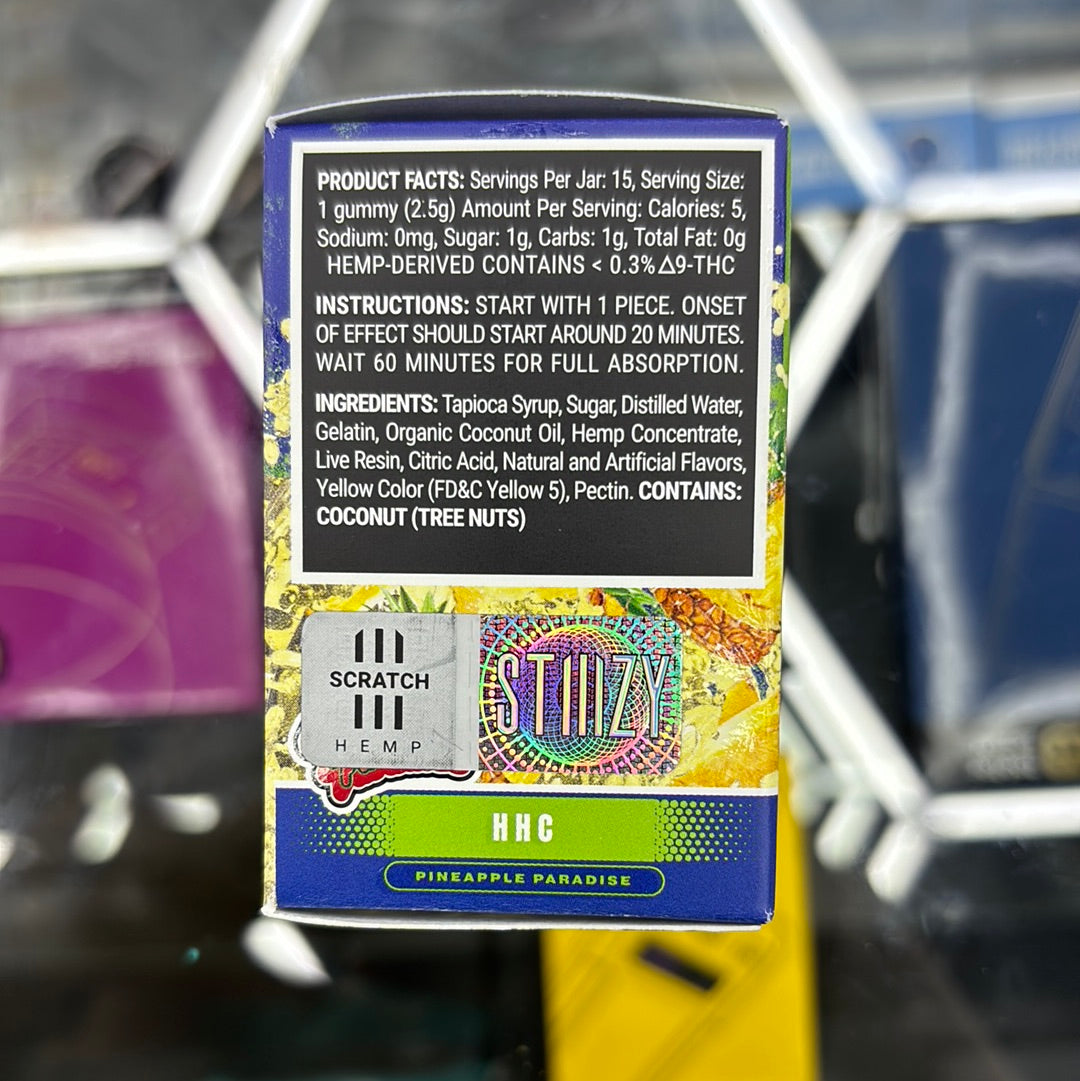 PRODUCT FACTS: Servings Per Jar: 15, Serving Size:
1 gummy (2.5g) Amount Per Serving: Calories: 5,
Sodium: 0mg, Sugar: 1g, Carbs: 1g, Total Fat: 0g
HEMP-DERIVED CONTAINS < 0.3% Δ9-THC
INSTRUCTIONS: START WITH 1 PIECE. ONSET
OF EFFECT SHOULD START AROUND 20 MINUTES.
WAIT 60 MINUTES FOR FULL ABSORPTION.
INGREDIENTS: Tapioca Syrup, Sugar, Distilled Water,
Gelatin, Organic Coconut Oil, Hemp Concentrate,
Live Resin, Citric Acid, Natural and Artificial Flavors,
Yellow Color (FD&C Yellow 5), Pectin. CONTAINS:
COCONUT (TREE NUTS)
SCRATCH
HEMP
STIIIZY
HHC
PINEAPPLE PARADISE